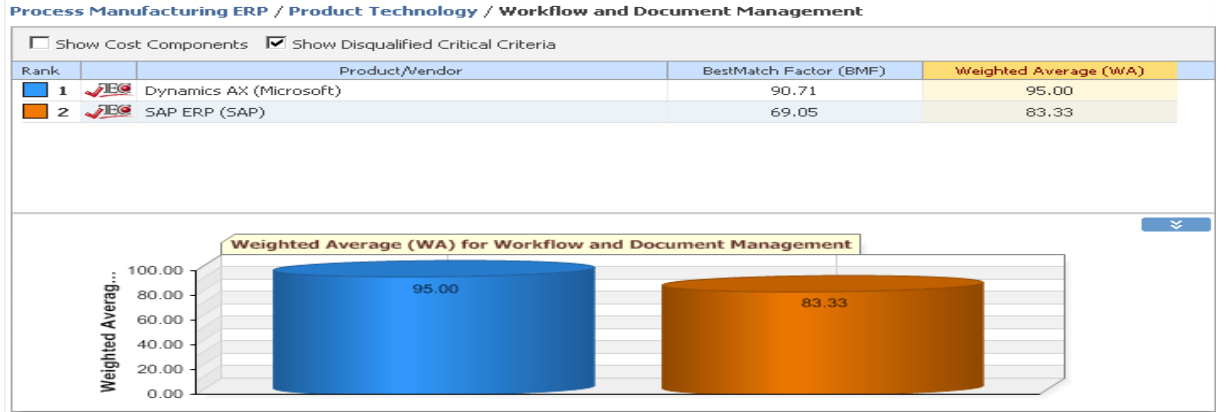 Process Manufacturing ERP / Product Technology / Workflow and Document Management
Show Cost Components Show Disqualified Critical Criteria
Rank Product/Vendor BestMatch Factor (BMF) Weighted Average (WA)
1 TEC Dynamics AX (Microsoft) 90.71 95.00
2 TEC SAP ERP (SAP) 69.05 83.33
Weighted Average (WA) for Workflow and Document Management
Weighted Averag...
100.00
80.00
60.00
40.00
20.00
0.00
95.00
83.33